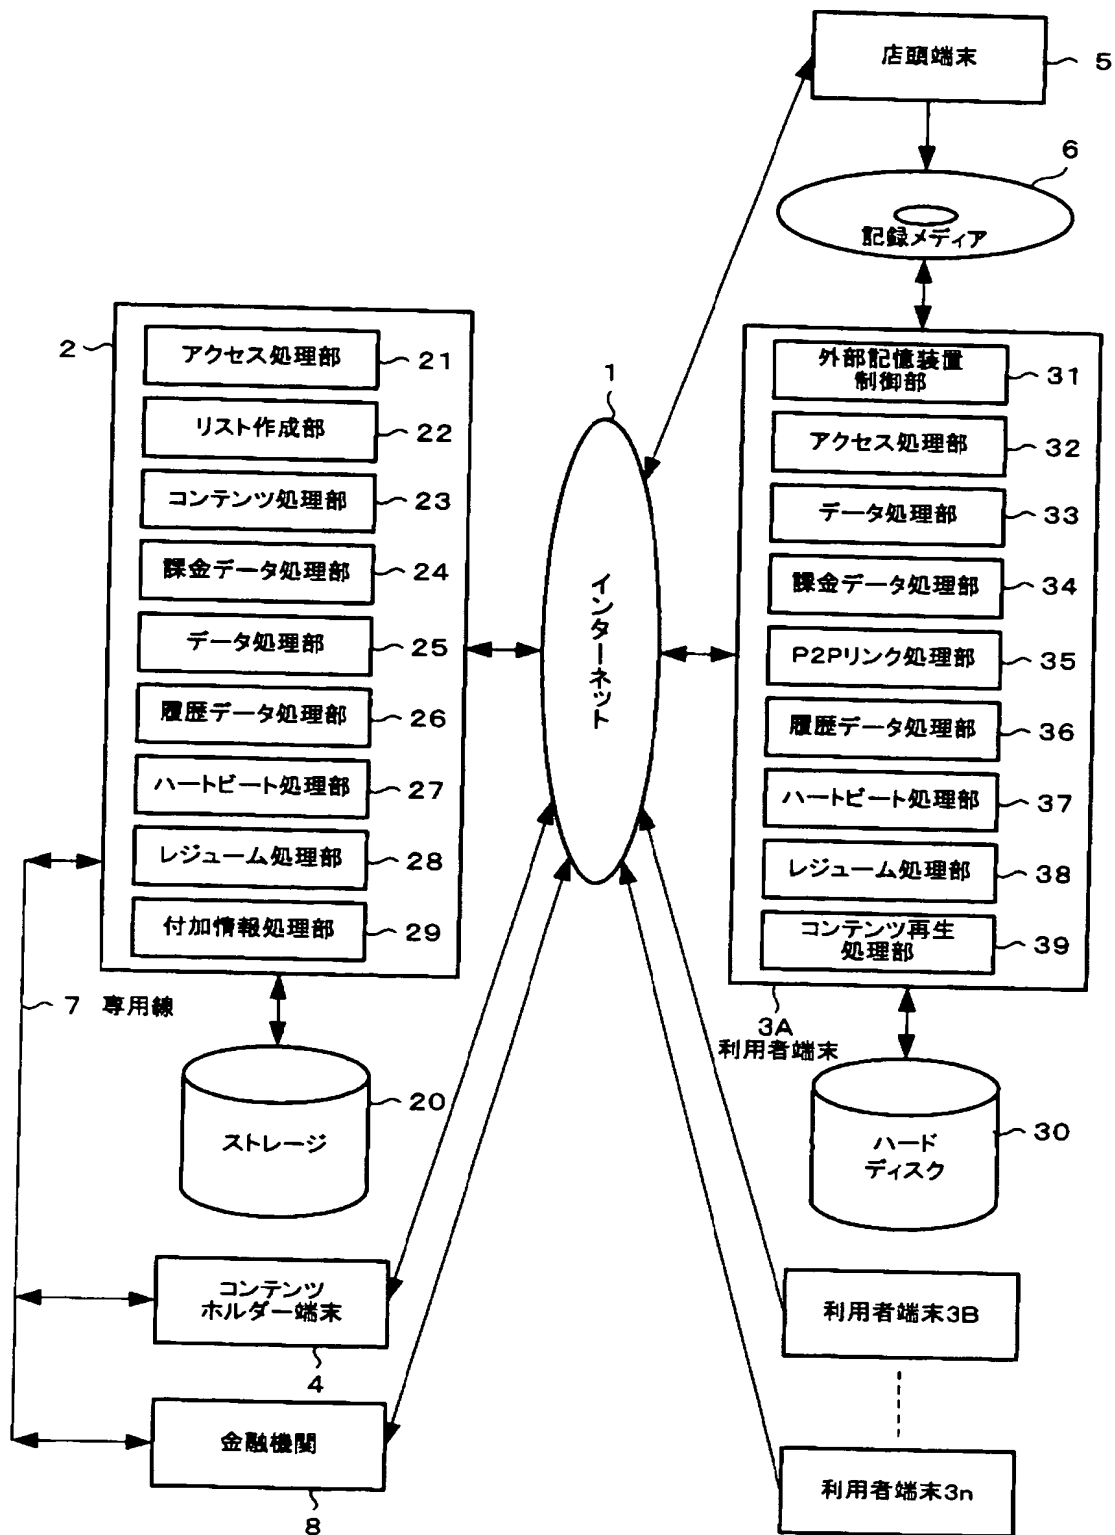 店頭端末
5
6
記録メディア
2
アクセス処理部
21
リスト作成部
22
コンテンツ処理部
23
課金データ処理部
24
データ処理部
25
履歴データ処理部
26
ハートビート処理部
27
レジューム処理部
28
付加情報処理部
29
7 専用線
ストレージ
20
コンテンツ
ホルダー端末
4
金融機関
8
1
インターネット
外部記憶装置
制御部
31
アクセス処理部
32
データ処理部
33
課金データ処理部
34
P2Pリンク処理部
35
履歴データ処理部
36
ハートビート処理部
37
レジューム処理部
38
コンテンツ再生
処理部
39
3A
利用者端末
ハード
ディスク
30
利用者端末3B
利用者端末3n